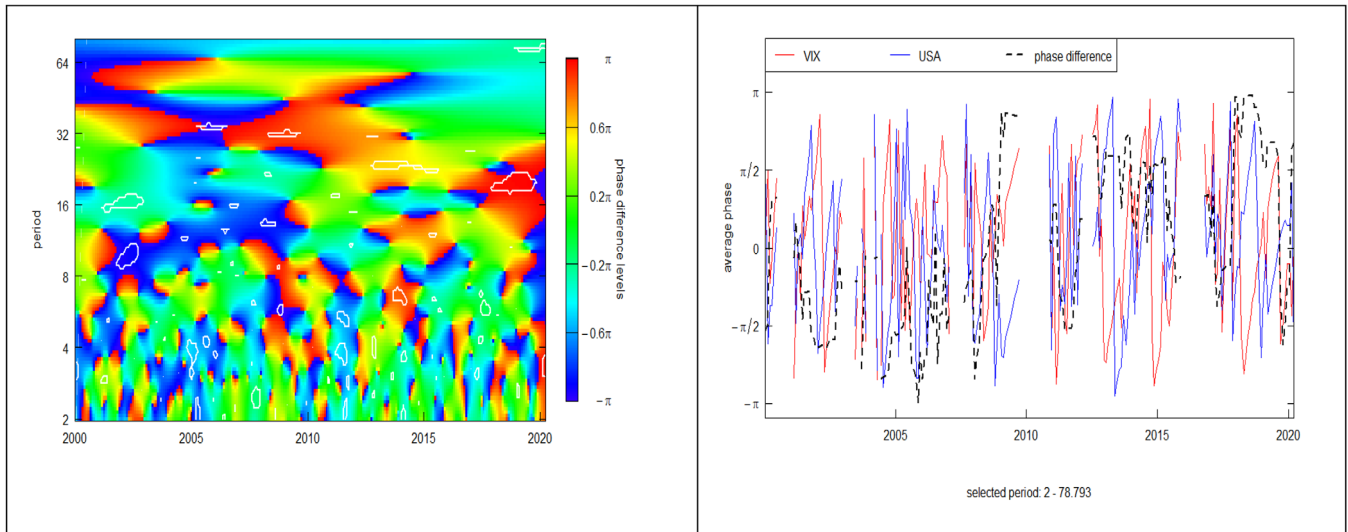 64
32
16
8
4
2
period
2000
2005
2010
2015
2020
π
0.6π
0.2π
−0.2π
−0.6π
−π
phase difference levels
VIX USA phase difference
π
π/2
0
−π/2
−π
average phase
2005
2010
2015
2020
selected period: 2 - 78.793